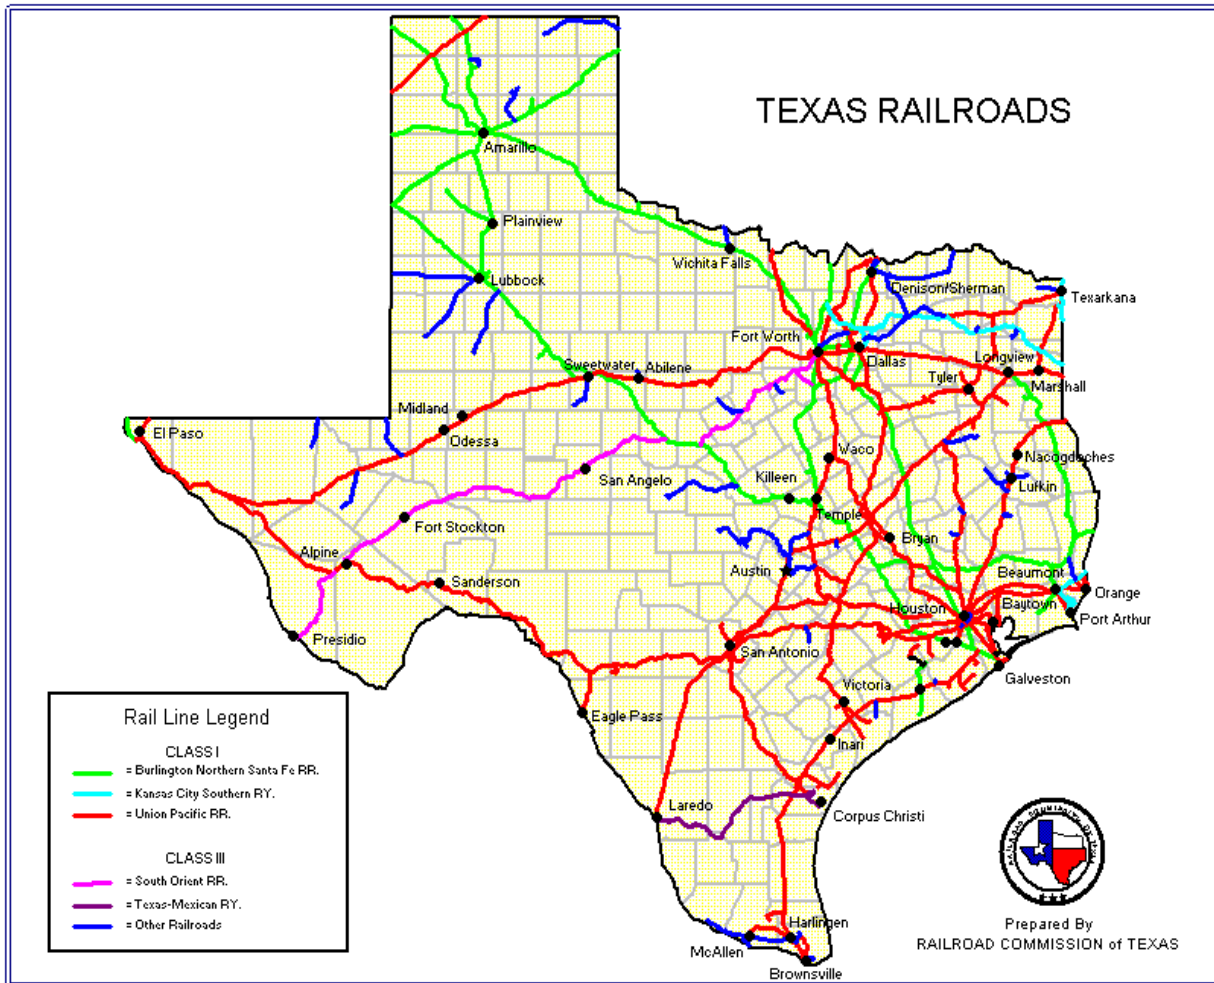 TEXAS RAILROADS
Amarillo
Plainview
Lubbock
Wichita Falls
Denison/Sherman
Texarkana
Fort Worth
Dallas
Longview
Marshall
Tyler
Sweetwater
Abilene
Midland
Odessa
El Paso
San Angelo
Waco
Killeen
Temple
Nacogdoches
Lufkin
Bryan
Fort Stockton
Alpine
Sanderson
Presidio
Austin
Houston
Beaumont
Baytown
Orange
Port Arthur
Galveston
San Antonio
Victoria
Eagle Pass
Inari
Laredo
Corpus Christi
Harlingen
McAllen
Brownsville
Rail Line Legend
CLASS I
= Burlington Northern Santa Fe RR.
= Kansas City Southern RY.
= Union Pacific RR.
CLASS III
= South Orient RR.
= Texas-Mexican RY.
= Other Railroads
RAILROAD COMMISSION OF TEXAS
Prepared By
RAILROAD COMMISSION of TEXAS